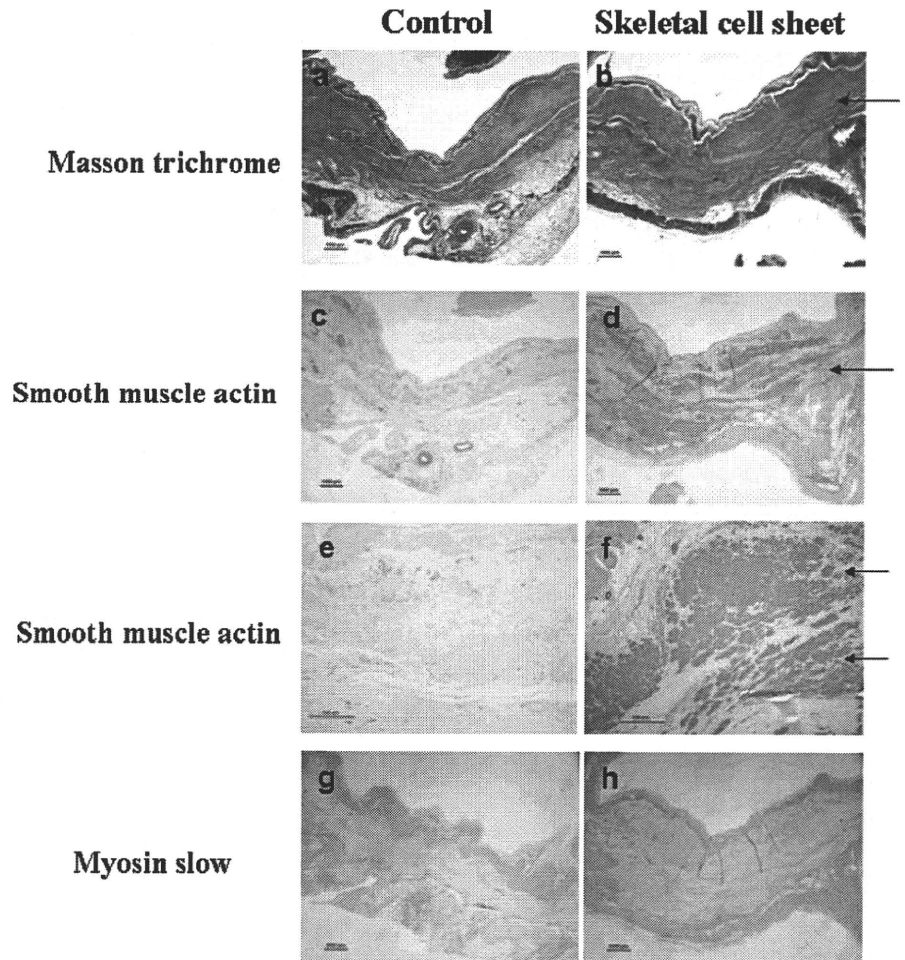 Control Skeletal cell sheet
a b
Masson trichrome
c d
Smooth muscle actin
e f
Smooth muscle actin
g h
Myosin slow